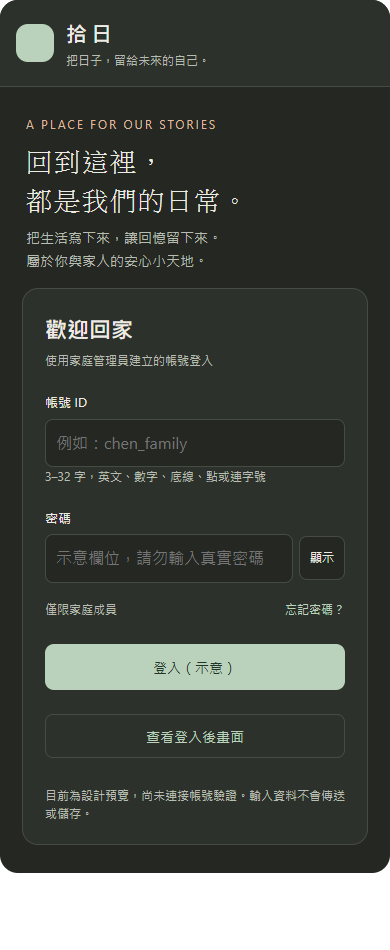 拾日
把日子，留給未來的自己。
A PLACE FOR OUR STORIES
回到這裡，
都是我們的日常。
把生活寫下來，讓回憶留下來。
屬於你與家人的安心小天地。
歡迎回家
使用家庭管理員建立的帳號登入
帳號 ID
例如：chen_family
3–32 字，英文、數字、底線、點或連字號
密碼
示意欄位，請勿輸入真實密碼
顯示
僅限家庭成員
忘記密碼？
登入（示意）
查看登入後畫面
目前為設計預覽，尚未連接帳號驗證。輸入資料不會傳送
或儲存。